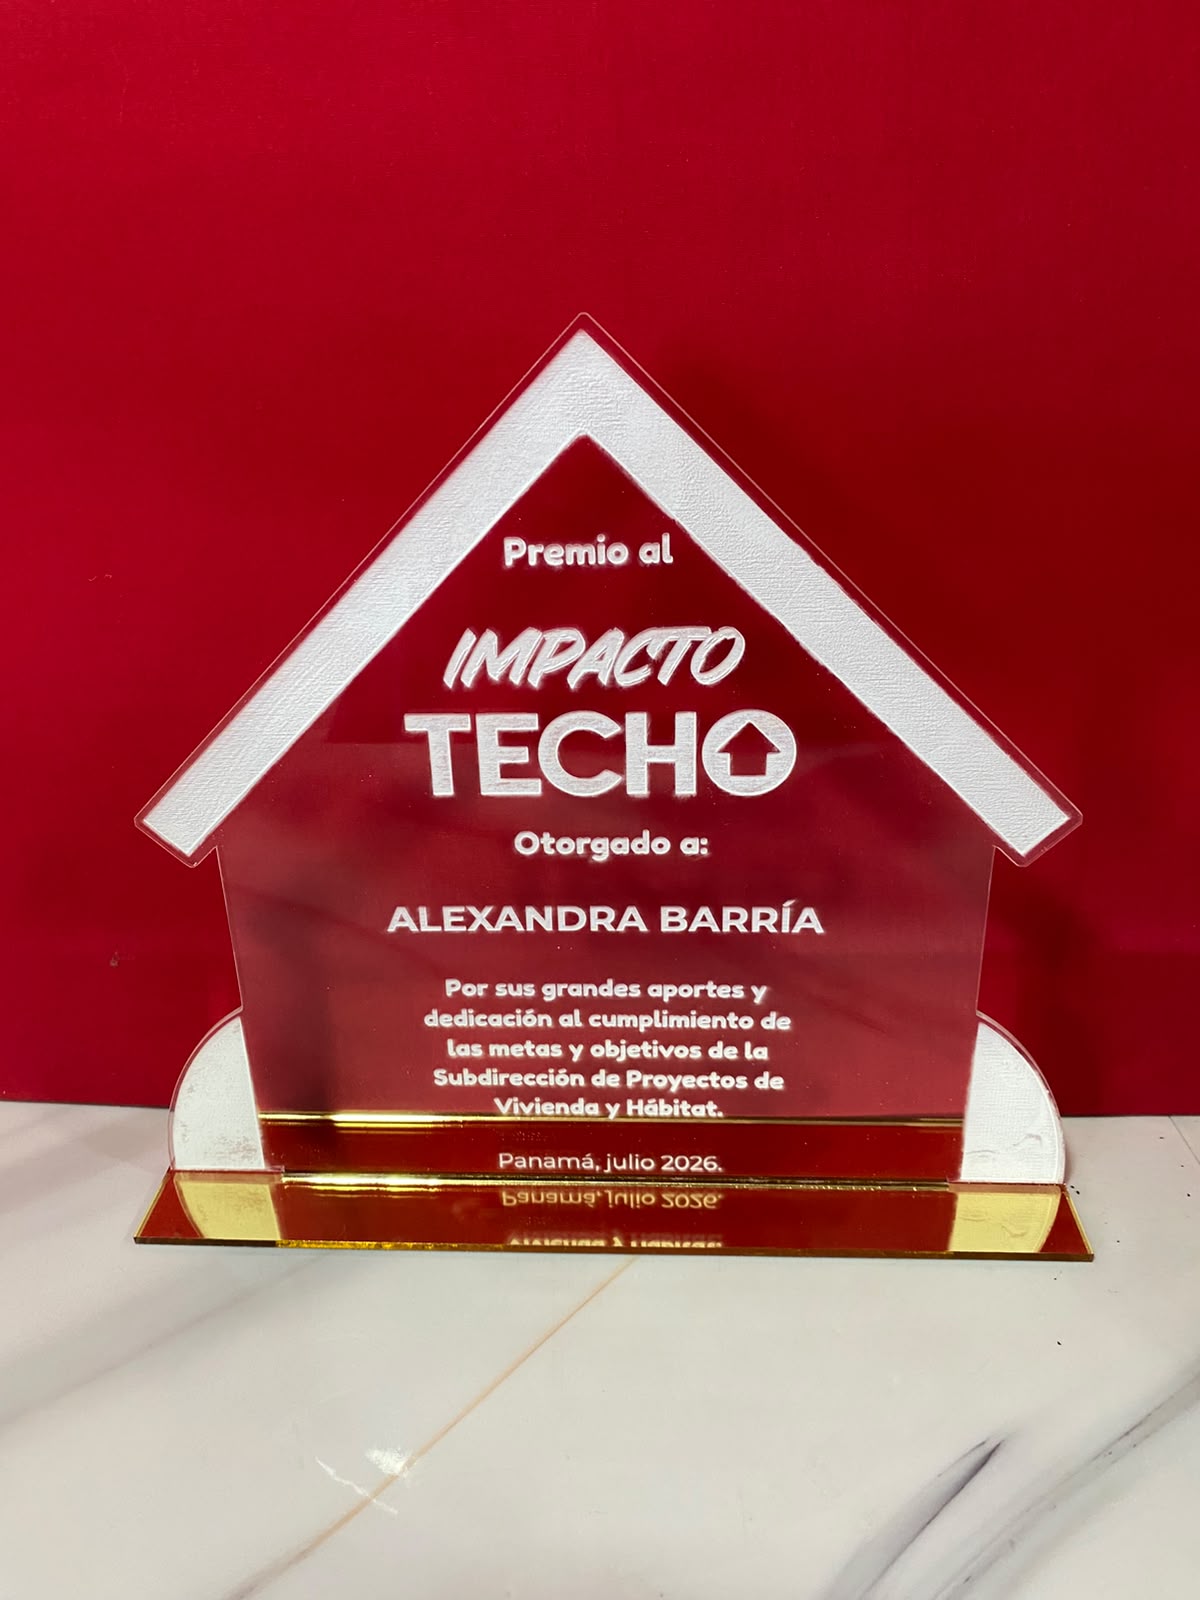 Premio al
IMPACTO
TECHO
Otorgado a:
ALEXANDRA BARRÍA
Por sus grandes aportes y
dedicación al cumplimiento de
las metas y objetivos de la
Subdirección de Proyectos de
Vivienda y Hábitat.
Panamá, julio 2026.